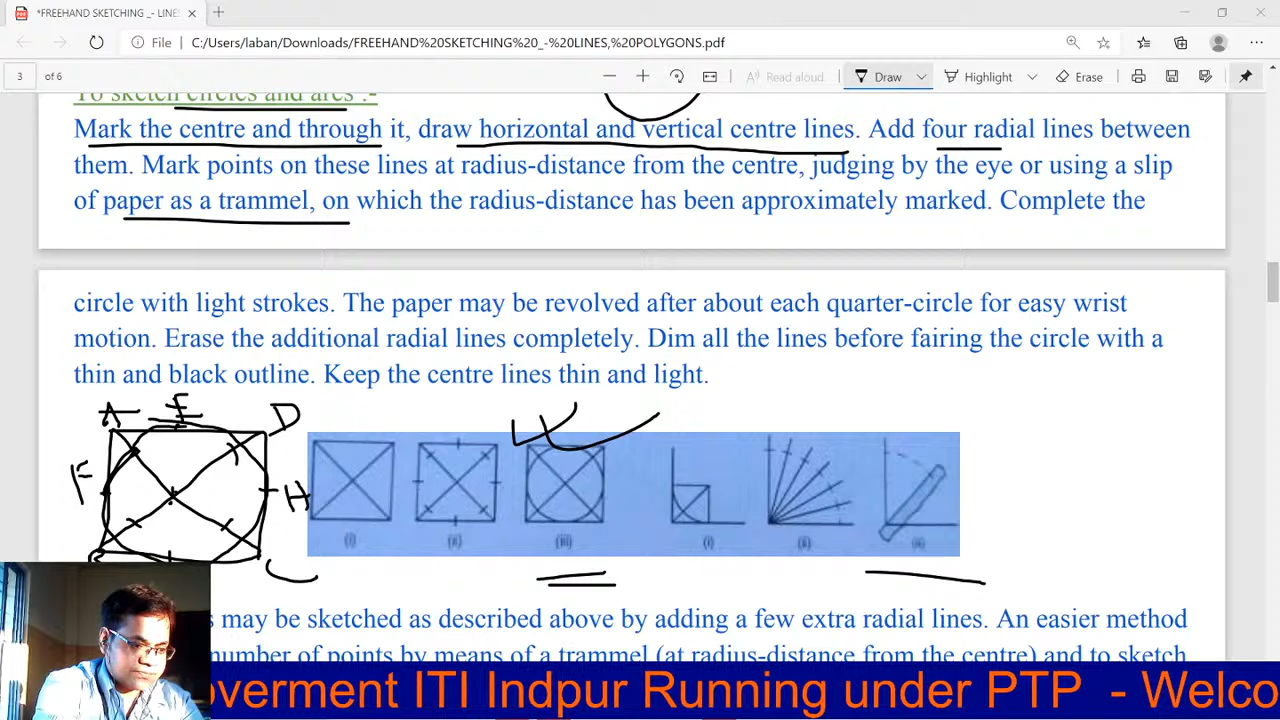 *FREEHAND SKETCHING _- LINES
File C:/Users/laban/Downloads/FREEHAND%20SKETCHING%20_-%20LINES,%20POLYGONS.pdf
3 of 6 Read aloud Draw Highlight Erase
To sketch circles and arcs :-
Mark the centre and through it, draw horizontal and vertical centre lines. Add four radial lines between
them. Mark points on these lines at radius-distance from the centre, judging by the eye or using a slip
of paper as a trammel, on which the radius-distance has been approximately marked. Complete the
circle with light strokes. The paper may be revolved after about each quarter-circle for easy wrist
motion. Erase the additional radial lines completely. Dim all the lines before fairing the circle with a
thin and black outline. Keep the centre lines thin and light.
A E D
F H
C
(i) (ii) (iii) (i) (ii)
s may be sketched as described above by adding a few extra radial lines. An easier method
number of points by means of a trammel (at radius-distance from the centre) and to sketch
overment ITI Indpur Running under PTP - Welco